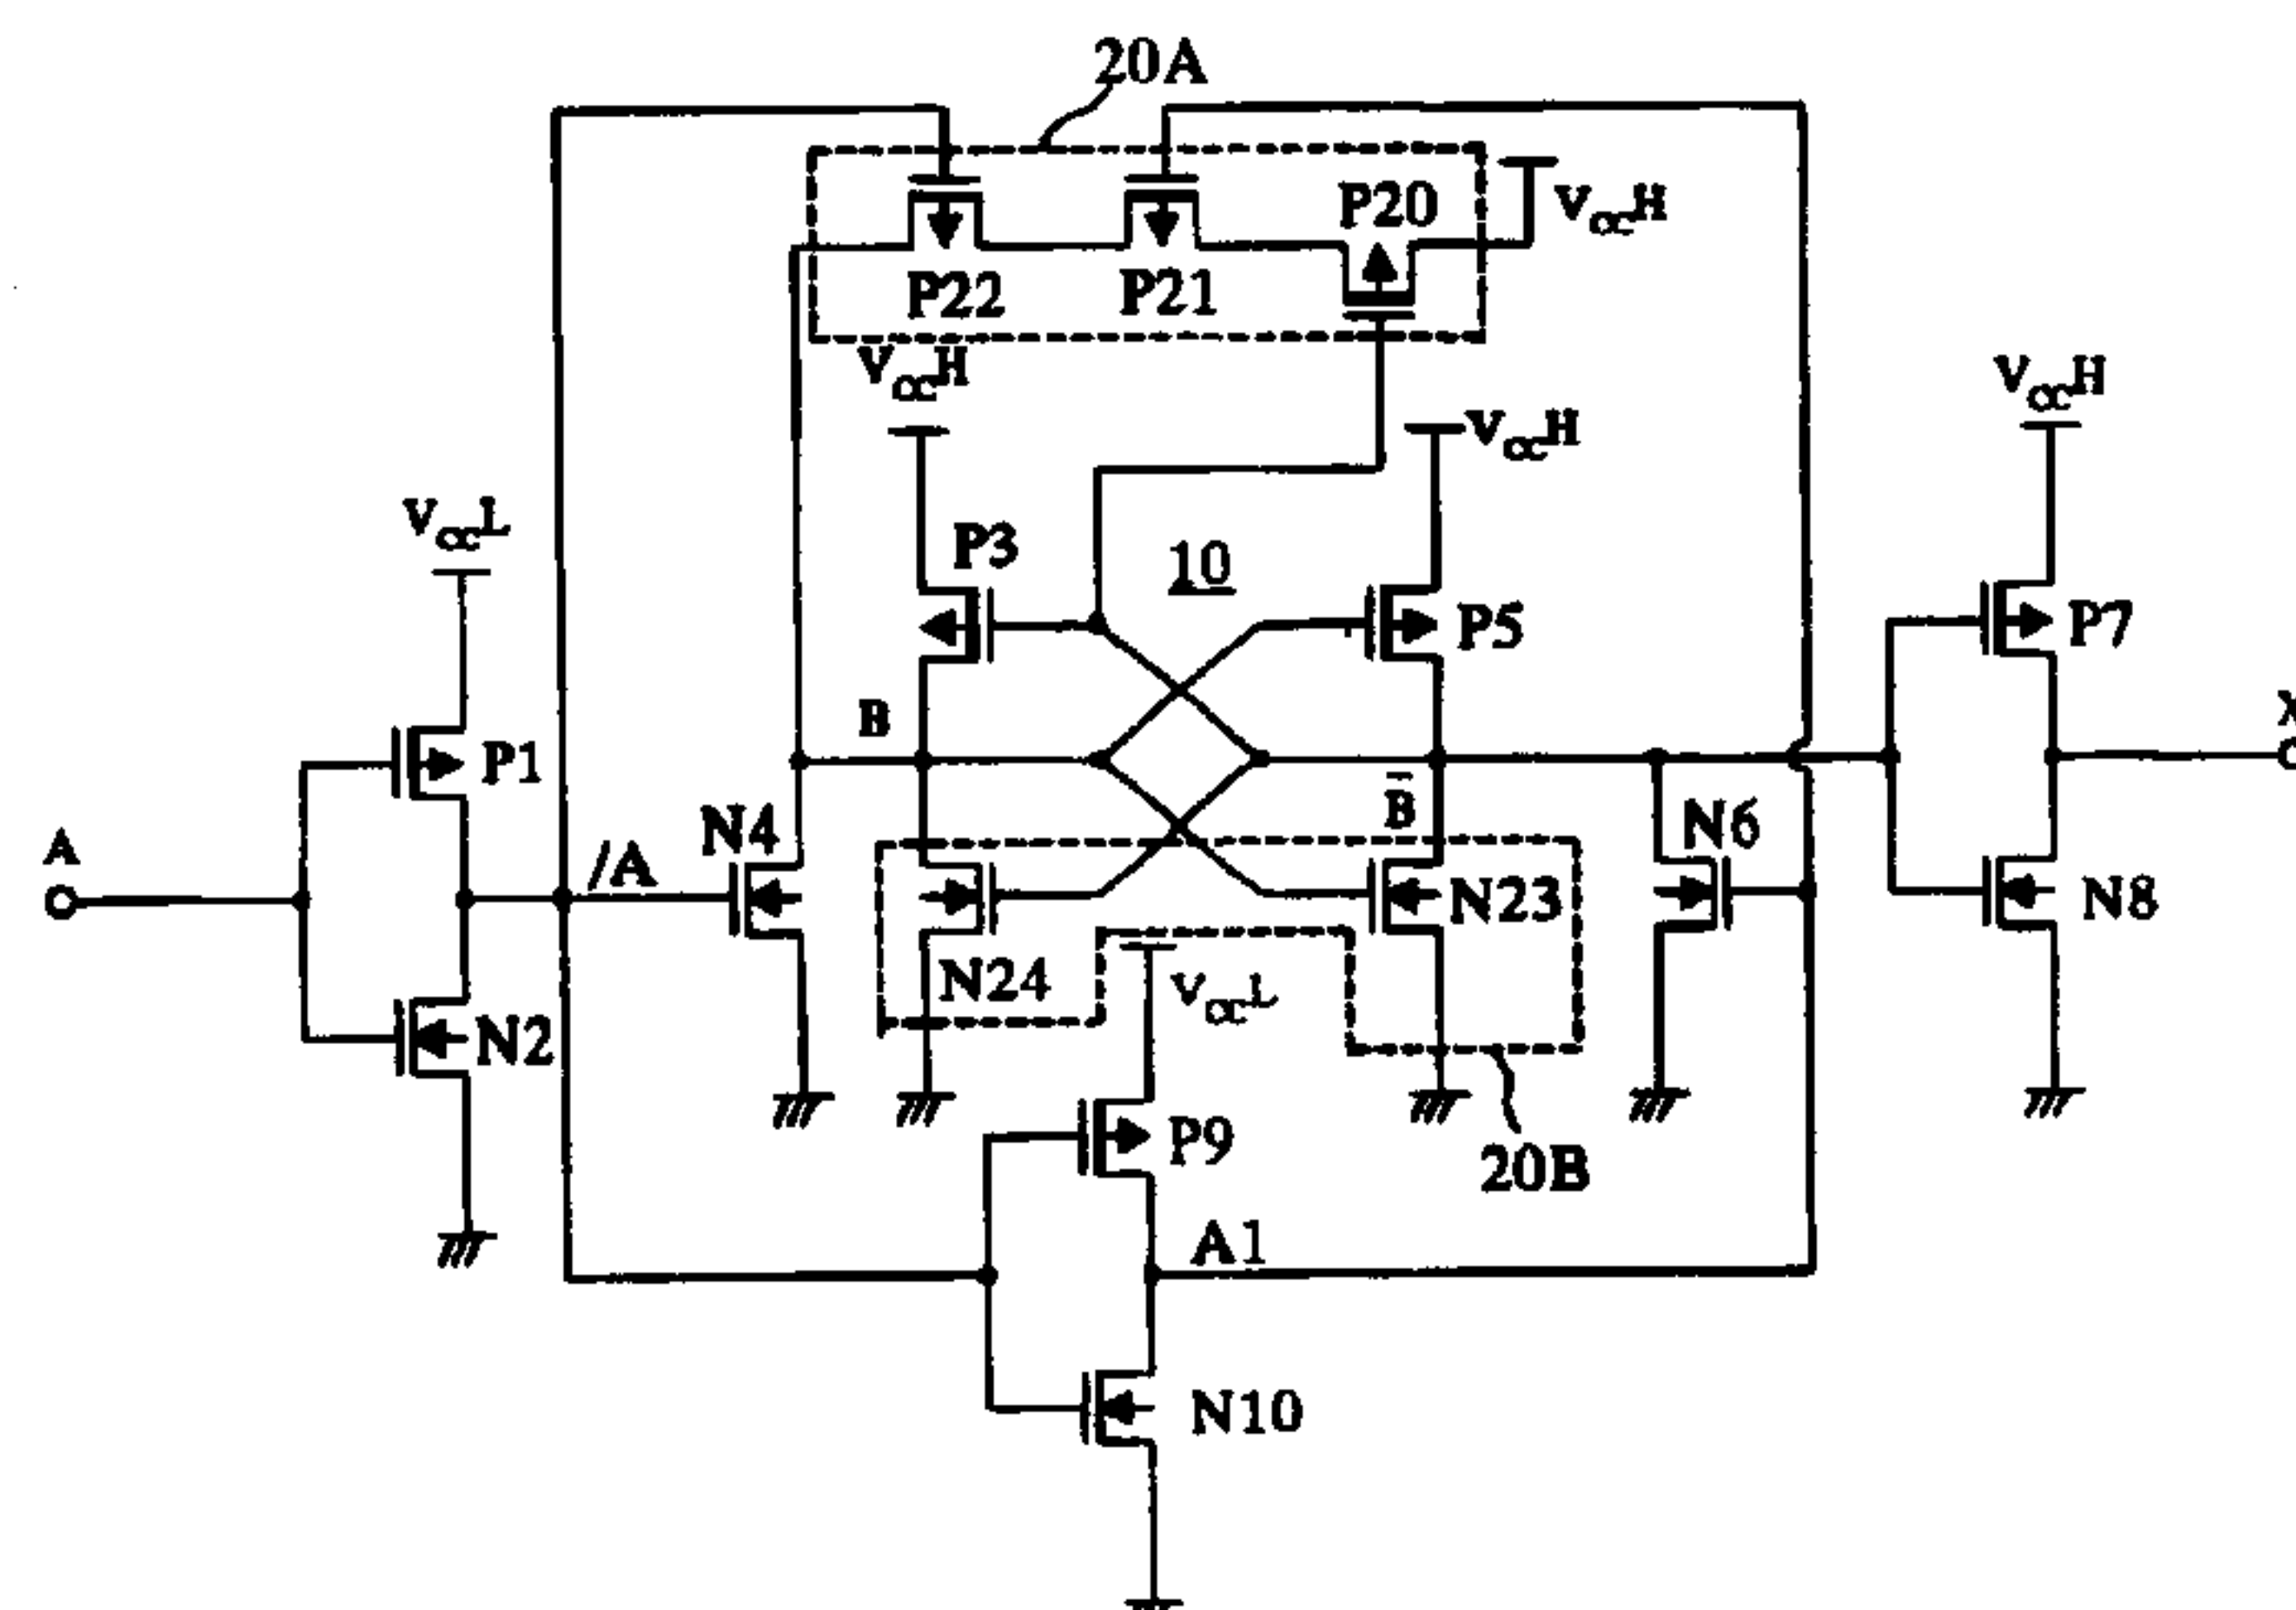 20A
P20
VccH
P22
P21
VccH
VccH
VccH
VccL
P3
10
P5
P7
B
X
P1
A
N4
/A
B̄
N6
N23
N8
N24
VccL
N2
P9
20B
A1
N10